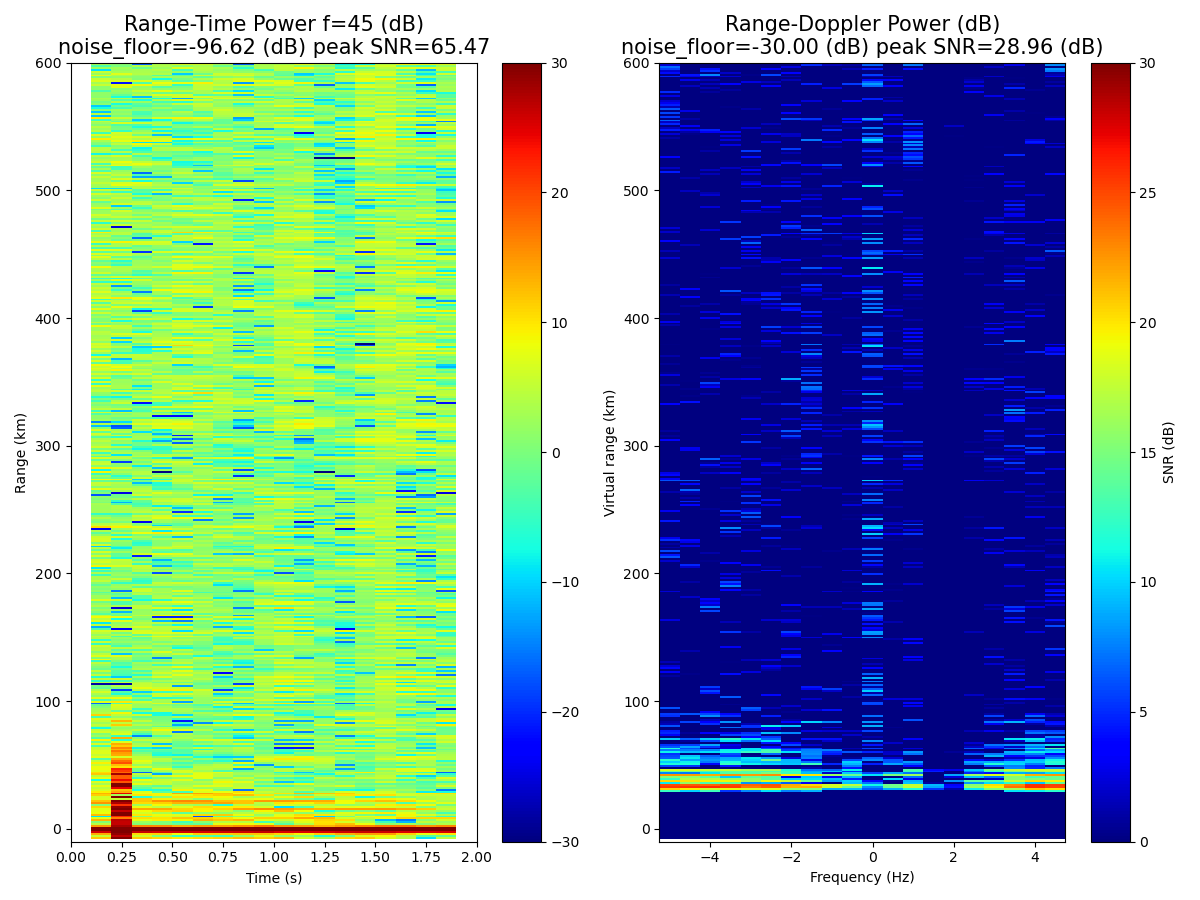 Range-Time Power f=45 (dB)
noise_floor=-96.62 (dB) peak SNR=65.47
Range (km)
600
500
400
300
200
100
0
0.00 0.25 0.50 0.75 1.00 1.25 1.50 1.75 2.00
Time (s)
30
20
10
0
−10
−20
−30
Range-Doppler Power (dB)
noise_floor=-30.00 (dB) peak SNR=28.96 (dB)
Virtual range (km)
600
500
400
300
200
100
0
−4 −2 0 2 4
Frequency (Hz)
30
25
20
15
10
5
0
SNR (dB)